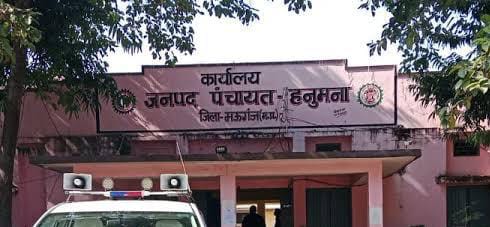 कार्यालय
जनपद पंचायत-हनुमना
जिला-मऊगंज(म.प्र.)